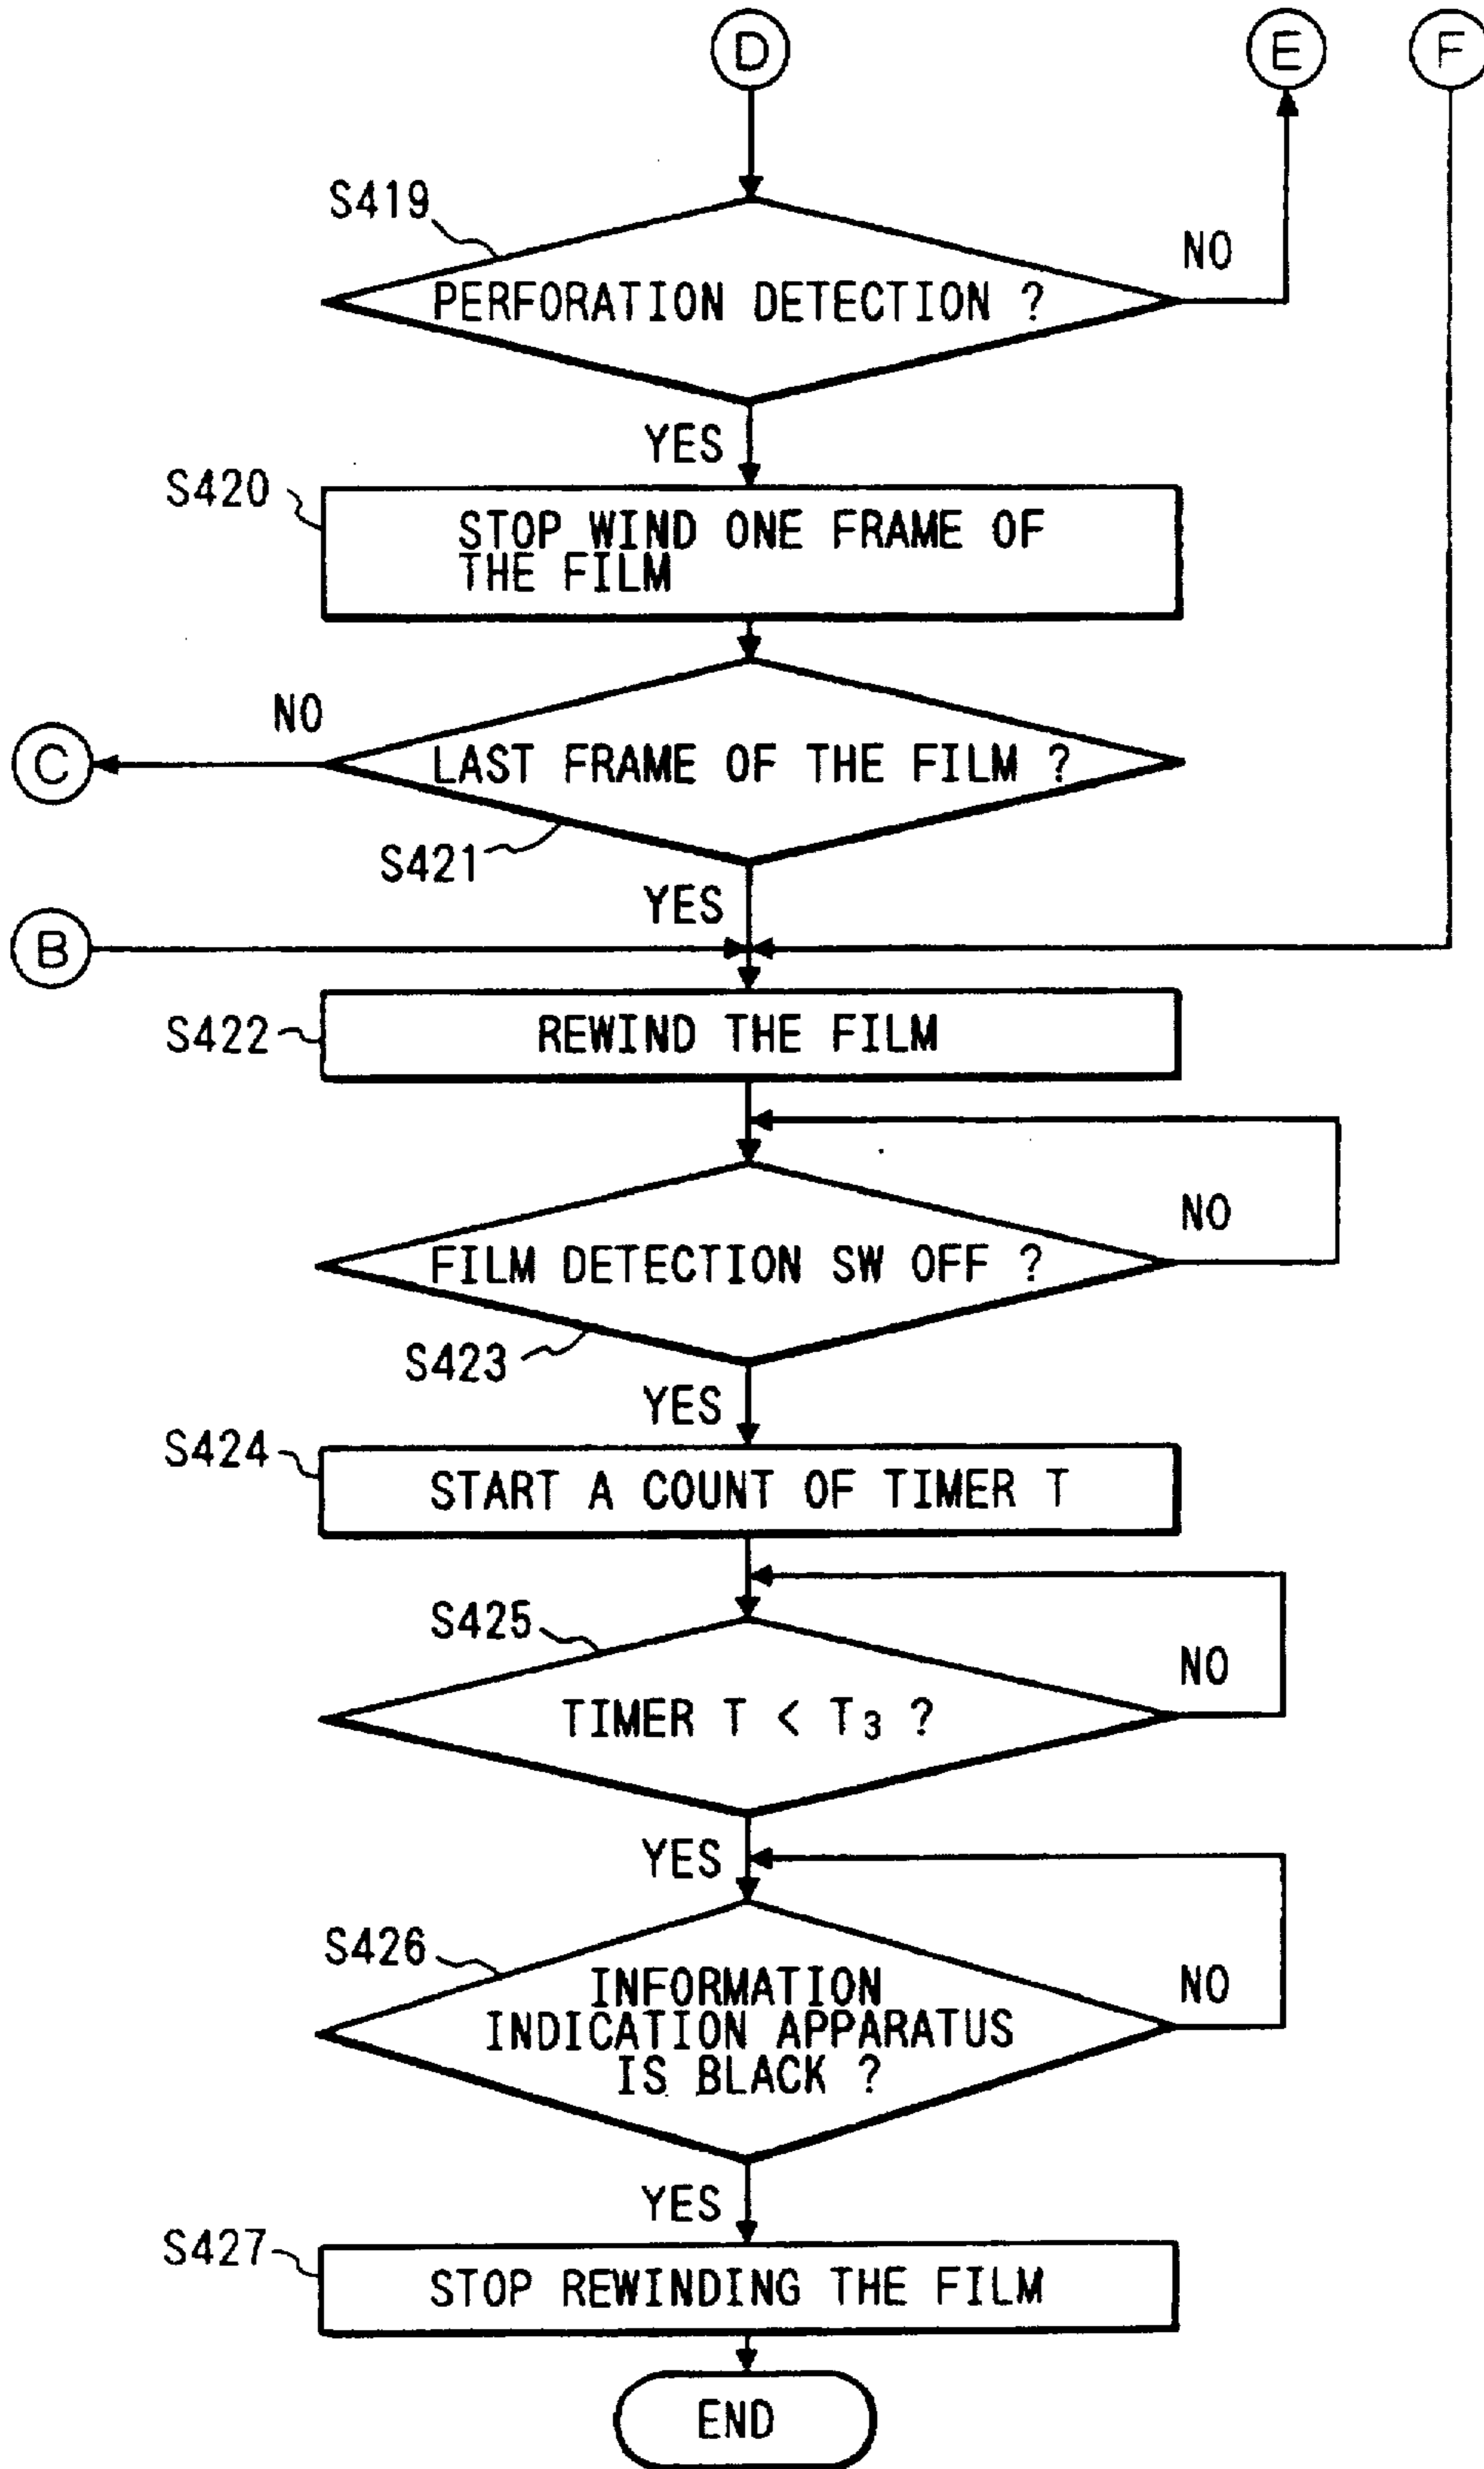 D
E
F
S419
NO
PERFORATION DETECTION ?
YES
S420
STOP WIND ONE FRAME OF
THE FILM
NO
C
LAST FRAME OF THE FILM ?
S421
YES
B
S422
REWIND THE FILM
NO
FILM DETECTION SW OFF ?
S423
YES
S424
START A COUNT OF TIMER T
S425
NO
TIMER T < T₃ ?
YES
S426
INFORMATION
NO
INDICATION APPARATUS
IS BLACK ?
YES
S427
STOP REWINDING THE FILM
END